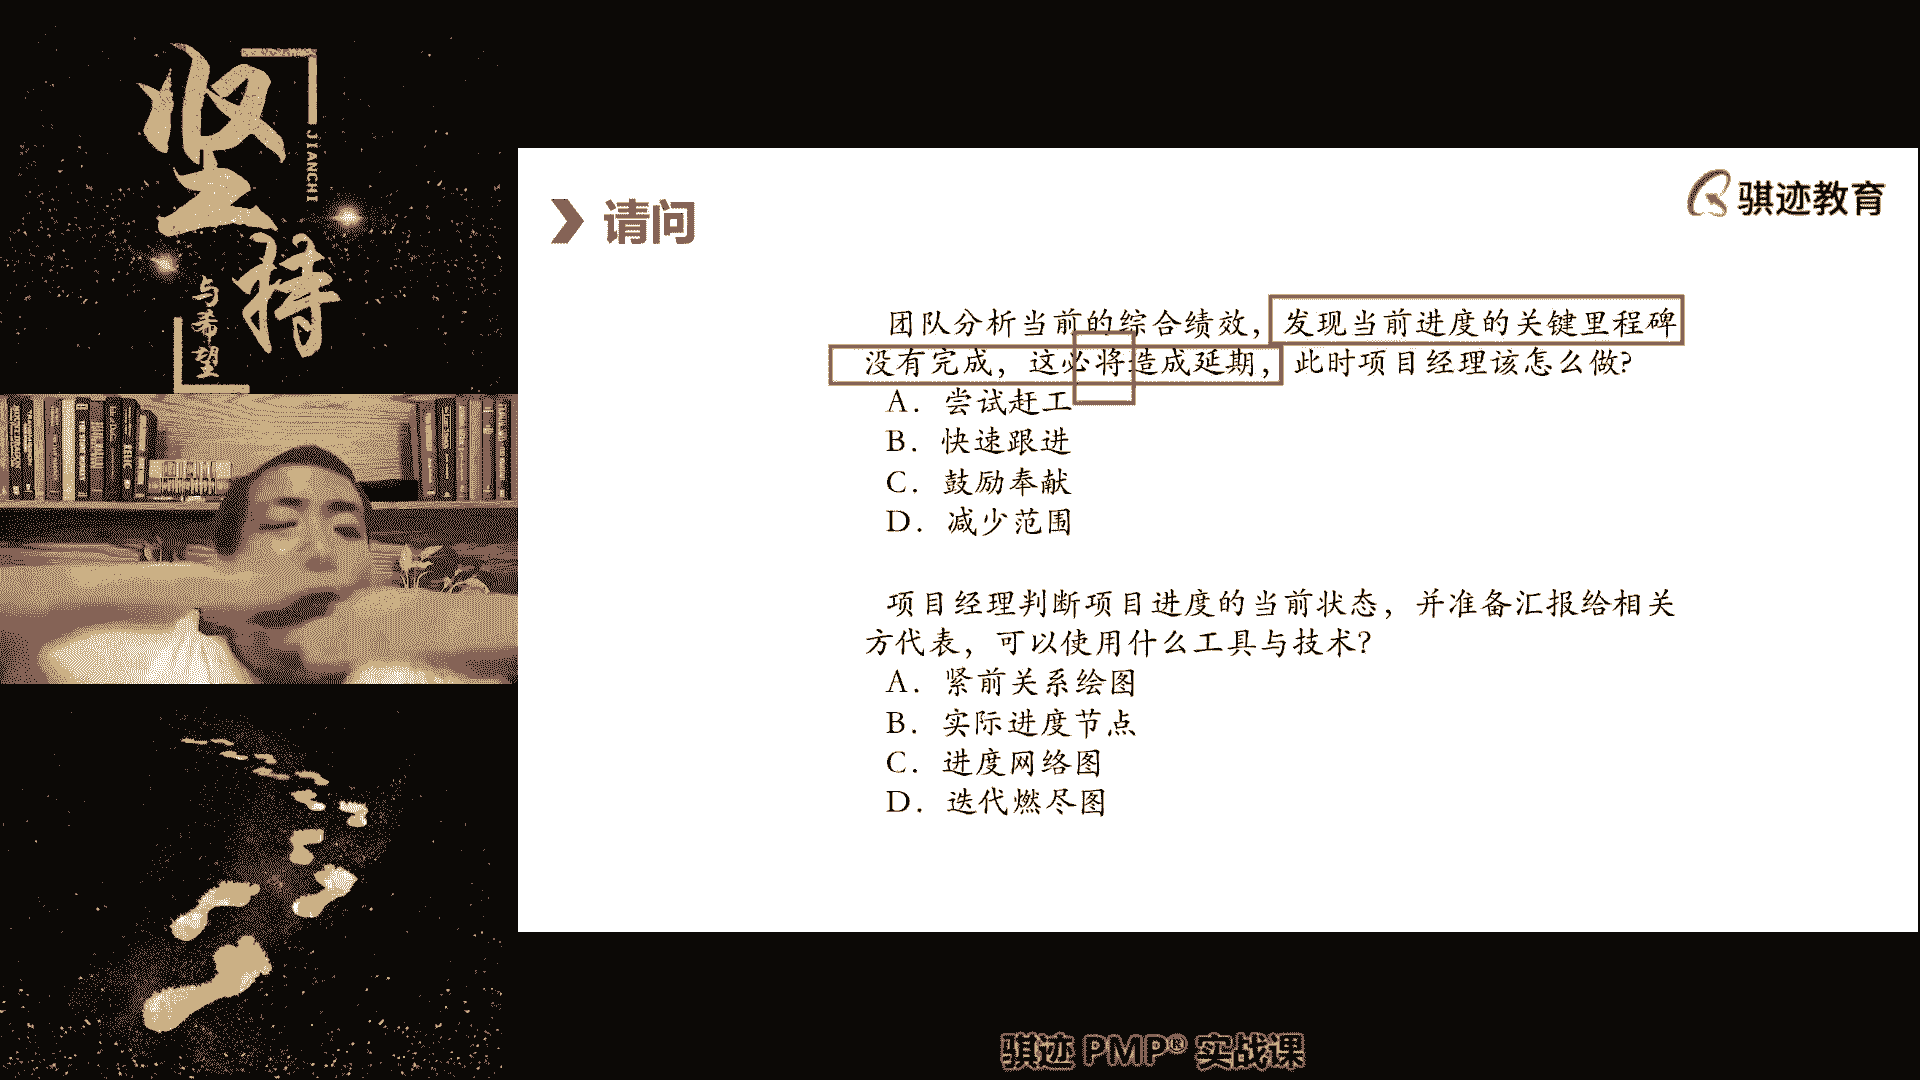 坚持
JIANCHI
与希望
请问
骐迹教育
团队分析当前的综合绩效，发现当前进度的关键里程碑
没有完成，这必将造成延期，此时项目经理该怎么做?
A. 尝试赶工
B. 快速跟进
C. 鼓励奉献
D. 减少范围
项目经理判断项目进度的当前状态，并准备汇报给相关
方代表，可以使用什么工具与技术?
A. 紧前关系绘图
B. 实际进度节点
C. 进度网络图
D. 迭代燃尽图
骐迹 PMP® 实战课